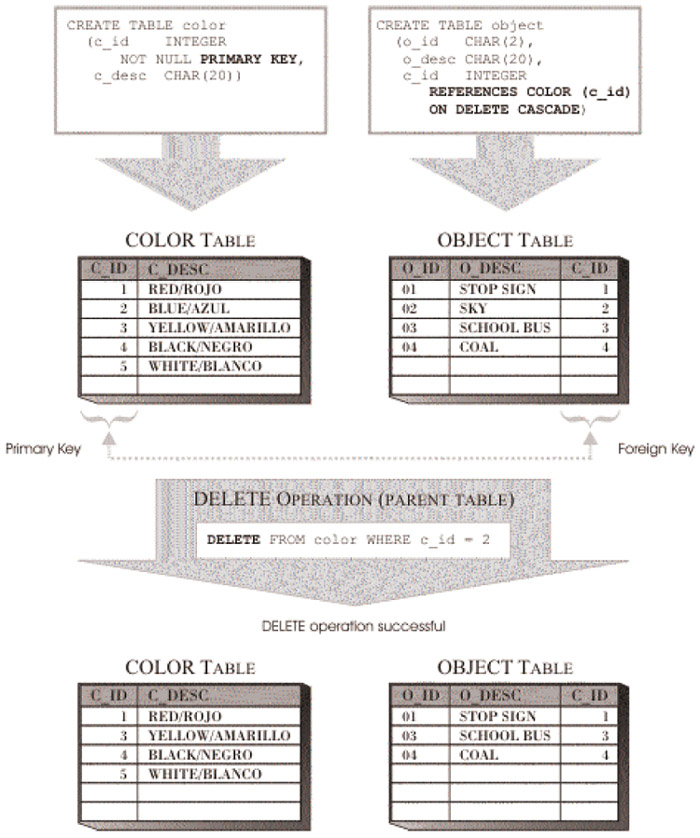 CREATE TABLE color
(c_id INTEGER
NOT NULL PRIMARY KEY,
c_desc CHAR(20))
CREATE TABLE object
(o_id CHAR(2),
o_desc CHAR(20),
c_id INTEGER
REFERENCES COLOR (c_id)
ON DELETE CASCADE)
COLOR TABLE
C_ID C_DESC
1 RED/ROJO
2 BLUE/AZUL
3 YELLOW/AMARILLO
4 BLACK/NEGRO
5 WHITE/BLANCO
OBJECT TABLE
O_ID O_DESC C_ID
01 STOP SIGN 1
02 SKY 2
03 SCHOOL BUS 3
04 COAL 4
Primary Key
Foreign Key
DELETE OPERATION (PARENT TABLE)
DELETE FROM color WHERE c_id = 2
DELETE operation successful
COLOR TABLE
C_ID C_DESC
1 RED/ROJO
3 YELLOW/AMARILLO
4 BLACK/NEGRO
5 WHITE/BLANCO
OBJECT TABLE
O_ID O_DESC C_ID
01 STOP SIGN 1
03 SCHOOL BUS 3
04 COAL 4